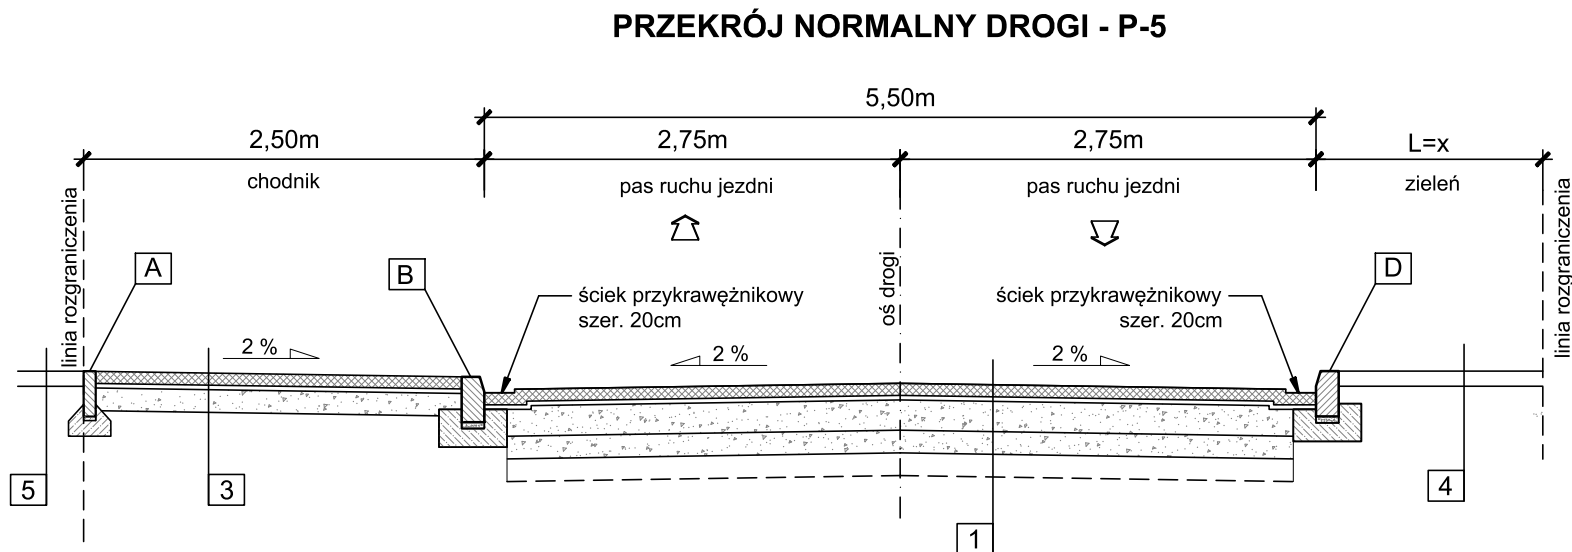 PRZEKRÓJ NORMALNY DROGI - P-5
5,50m
2,50m
2,75m
2,75m
L=x
chodnik
pas ruchu jezdni
pas ruchu jezdni
zieleń
linia rozgraniczenia
oś drogi
linia rozgraniczenia
A
B
D
ściek przykrawężnikowy
szer. 20cm
ściek przykrawężnikowy
szer. 20cm
2 %
2 %
2 %
5
3
1
4